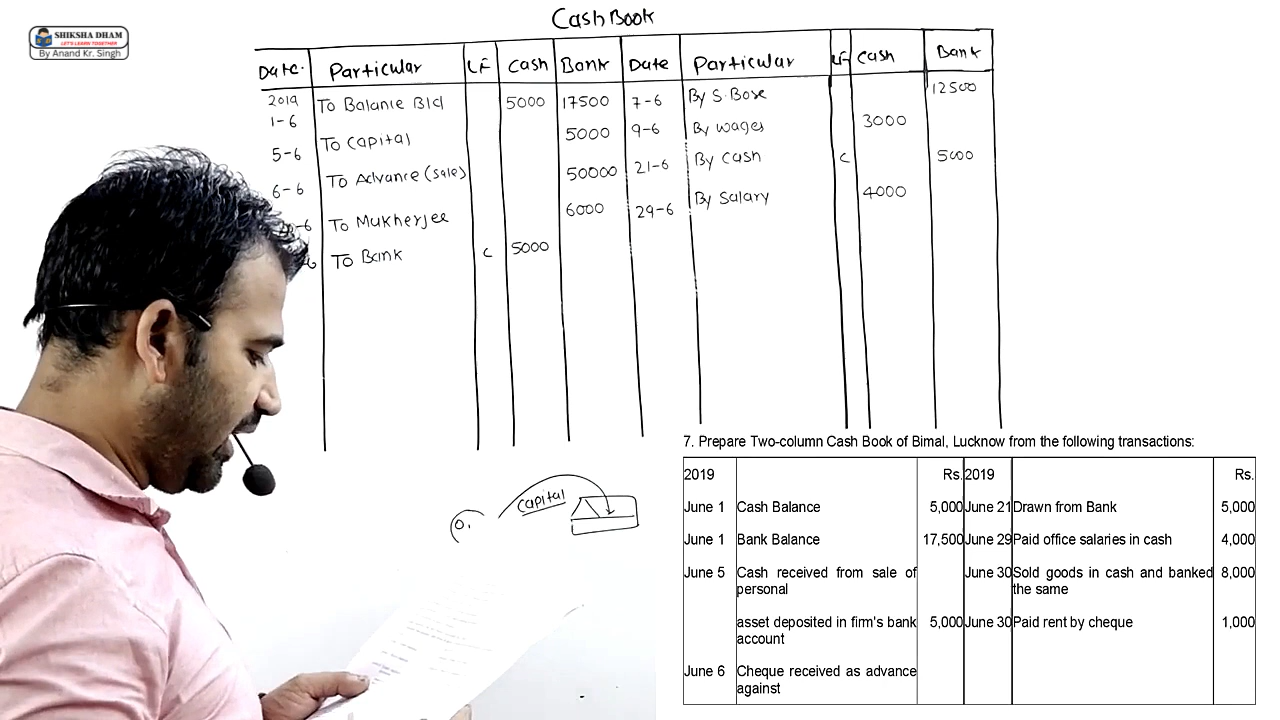 SHIKSHA DHAM
LET'S LEARN TOGETHER
By Anand Kr. Singh
Cash Book
Date. Particular LF Cash Bank Date Particular LF Cash Bank
2019
1-6 To Balance Bld 5000 17500 7-6 By S. Bose 12500
5-6 To Capital 5000 9-6 By wages 3000
6-6 To Advance (sale) 50000 21-6 By Cash C 5000
-6 To Mukherjee 6000 29-6 By Salary 4000
6 To Bank C 5000
Capital
O.
7. Prepare Two-column Cash Book of Bimal, Lucknow from the following transactions:
2019 Rs. 2019 Rs.
June 1 Cash Balance 5,000 June 21 Drawn from Bank 5,000
June 1 Bank Balance 17,500 June 29 Paid office salaries in cash 4,000
June 5 Cash received from sale of June 30 Sold goods in cash and banked 8,000
personal the same
asset deposited in firm's bank 5,000 June 30 Paid rent by cheque 1,000
account
June 6 Cheque received as advance
against